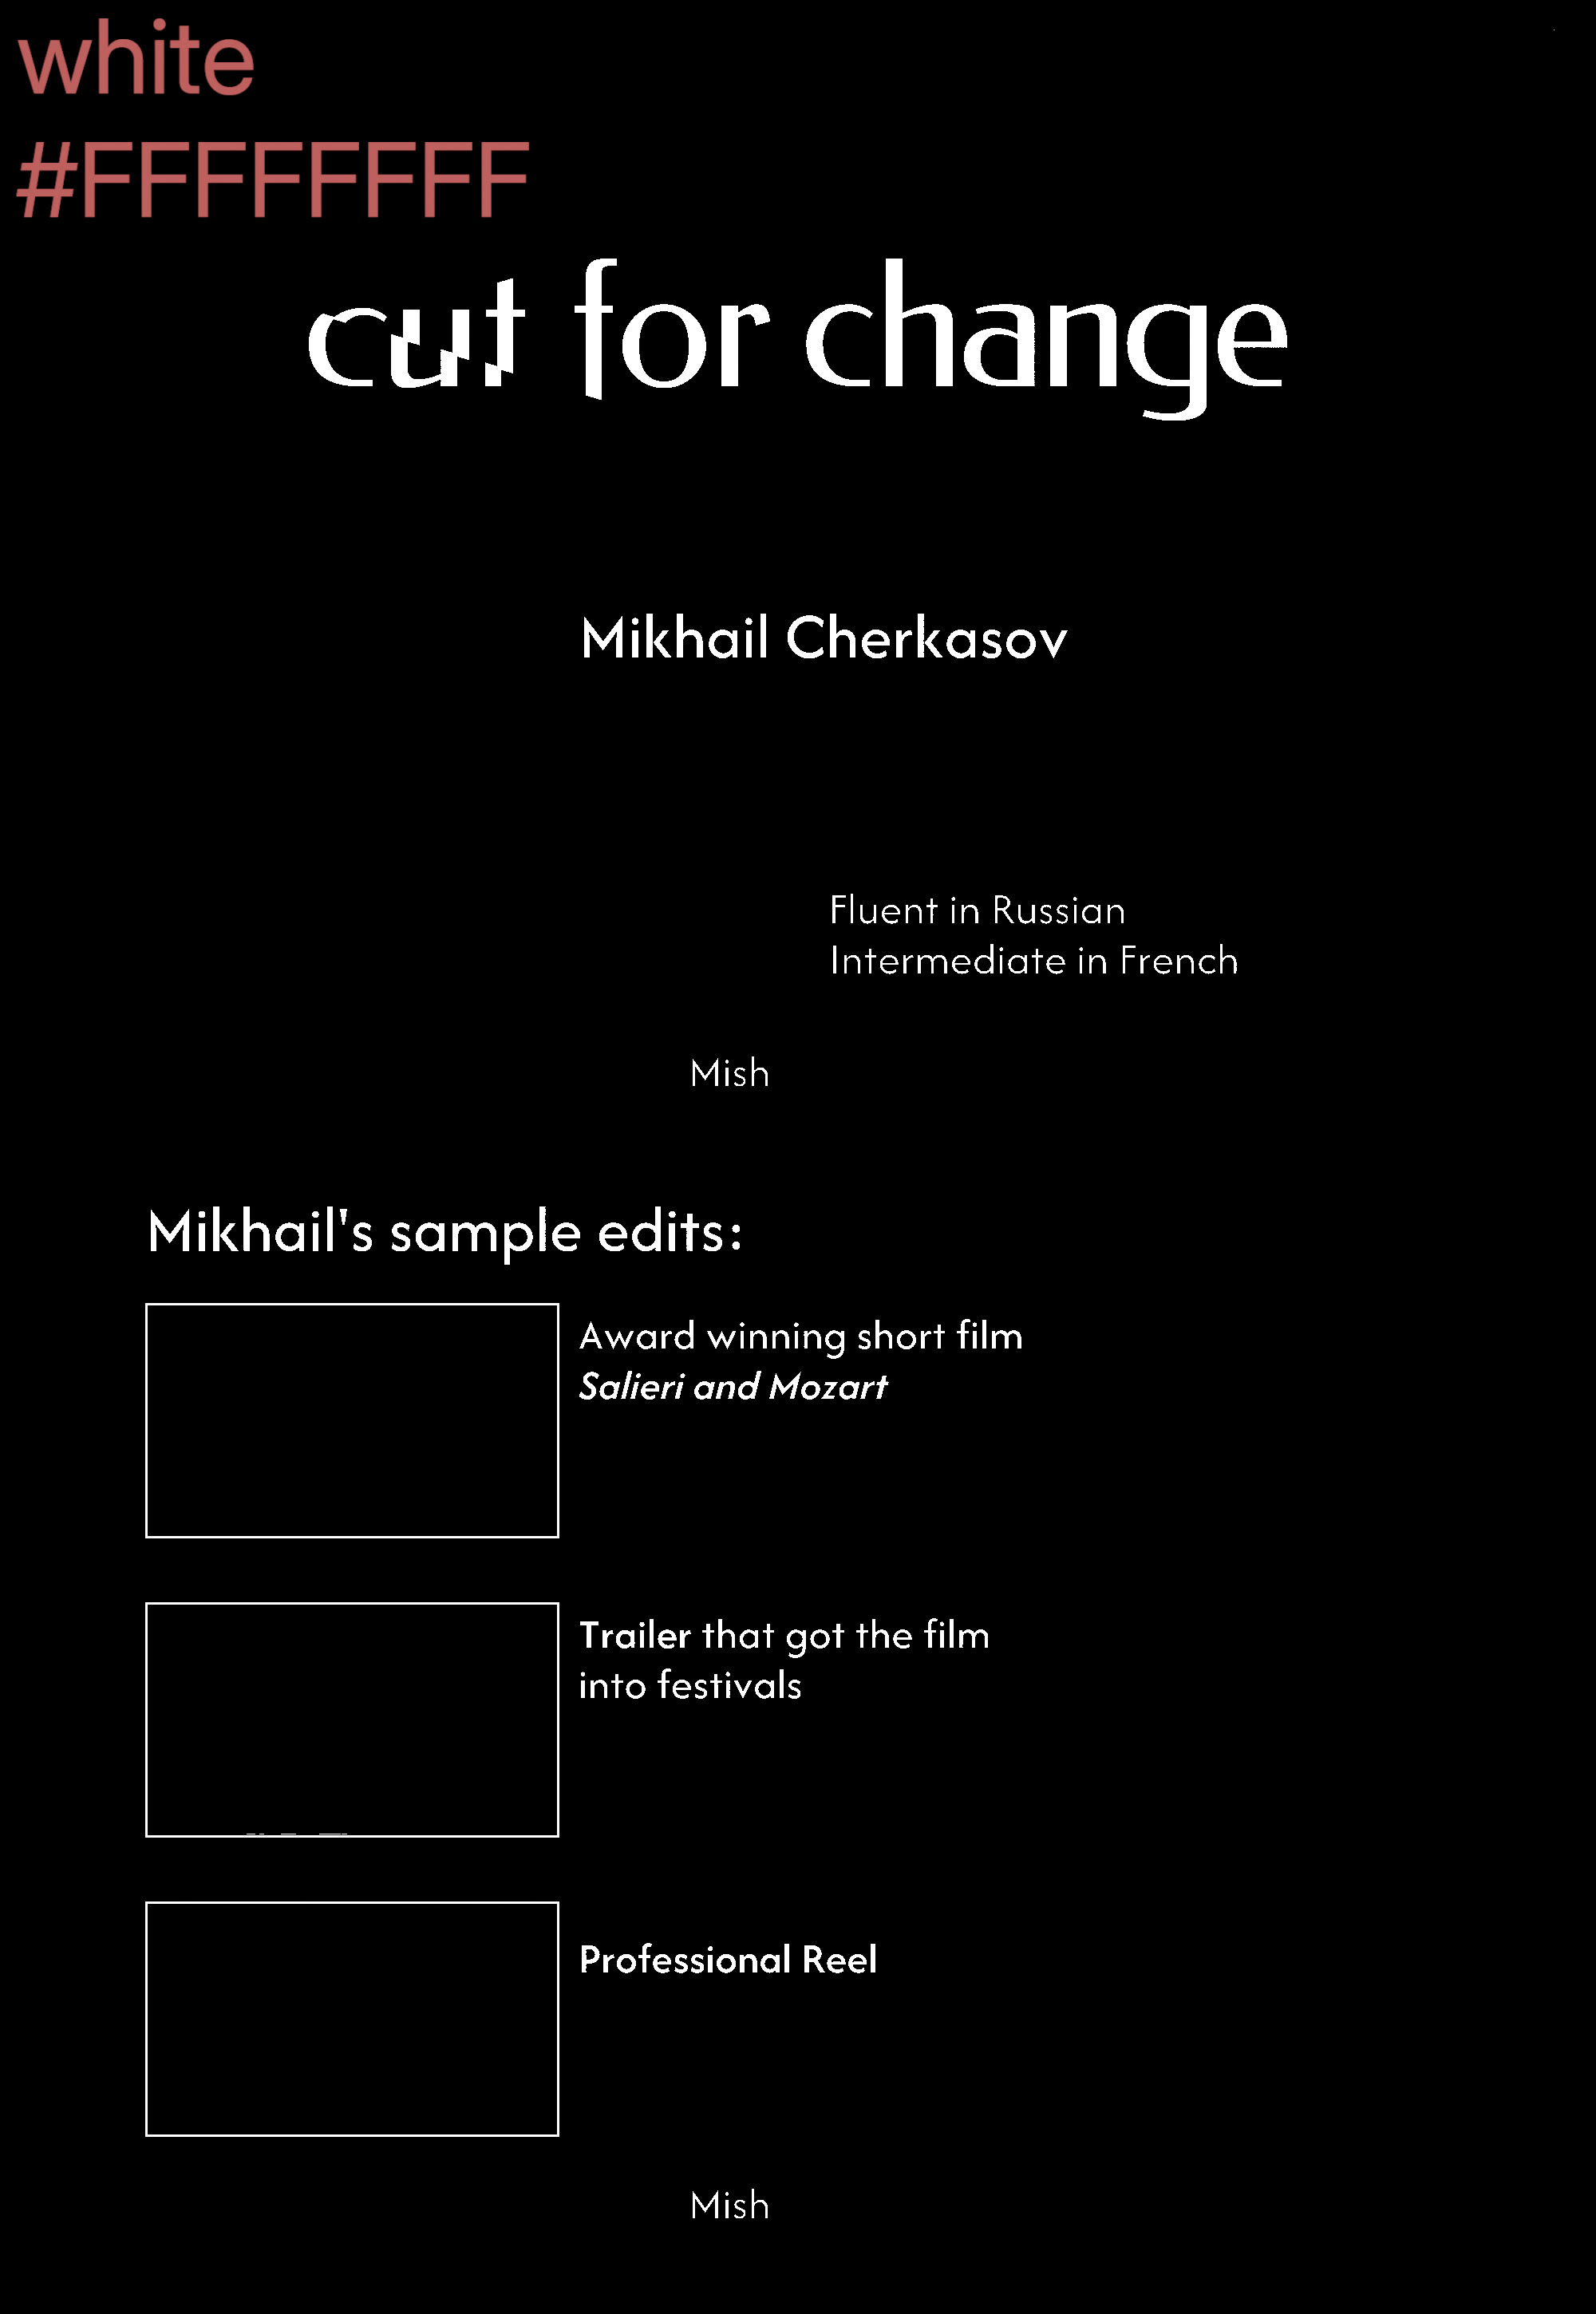 white
#FFFFFFFF
cut for change
Mikhail Cherkasov
Fluent in Russian
Intermediate in French
Mish
Mikhail's sample edits:
Award winning short film
Salieri and Mozart
Trailer that got the film
into festivals
Professional Reel
Mish